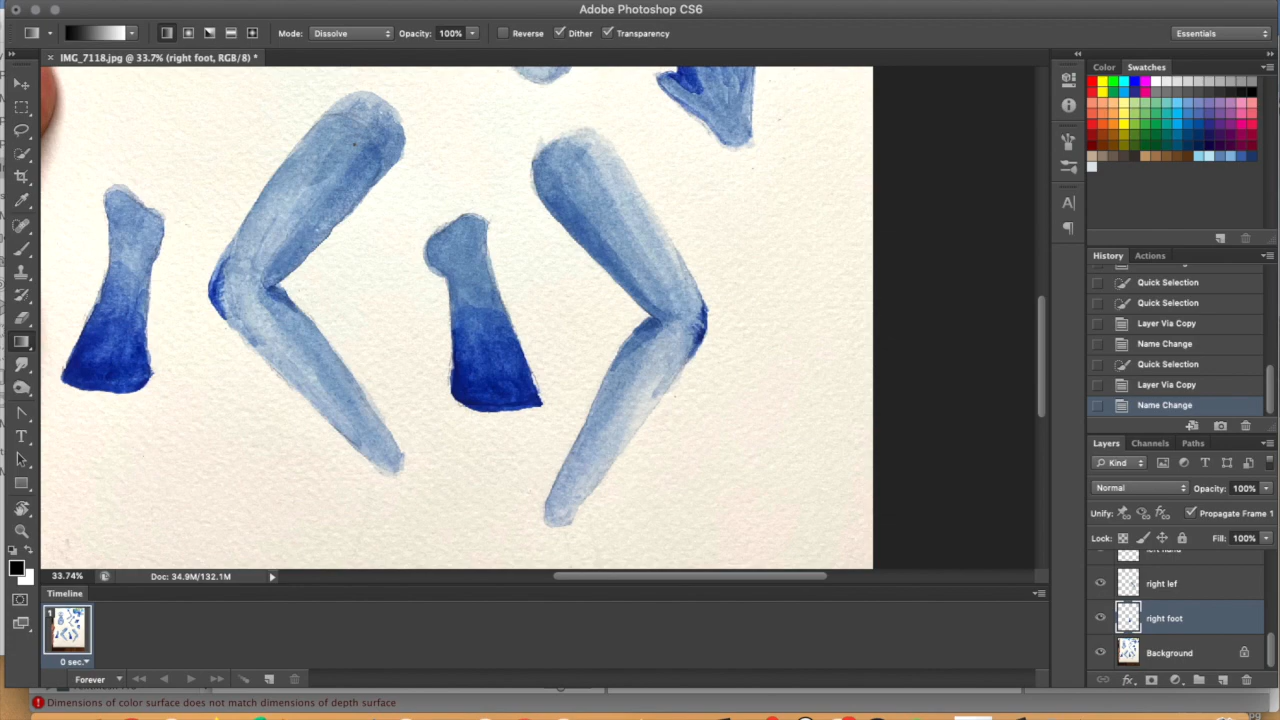 Adobe Photoshop CS6
Mode: Dissolve Opacity: 100% Reverse Dither Transparency Essentials
IMG_7118.jpg @ 33.7% (right foot, RGB/8) *
Color Swatches
History Actions
Quick Selection
Quick Selection
Layer Via Copy
Name Change
Quick Selection
Layer Via Copy
Name Change
Layers Channels Paths
Kind
Normal Opacity: 100%
Unify: Propagate Frame 1
Lock: Fill: 100%
left hand
right lef
right foot
Background
33.74% Doc: 34.9M/132.1M
Timeline
1
0 sec.
Forever
Dimensions of color surface does not match dimensions of depth surface